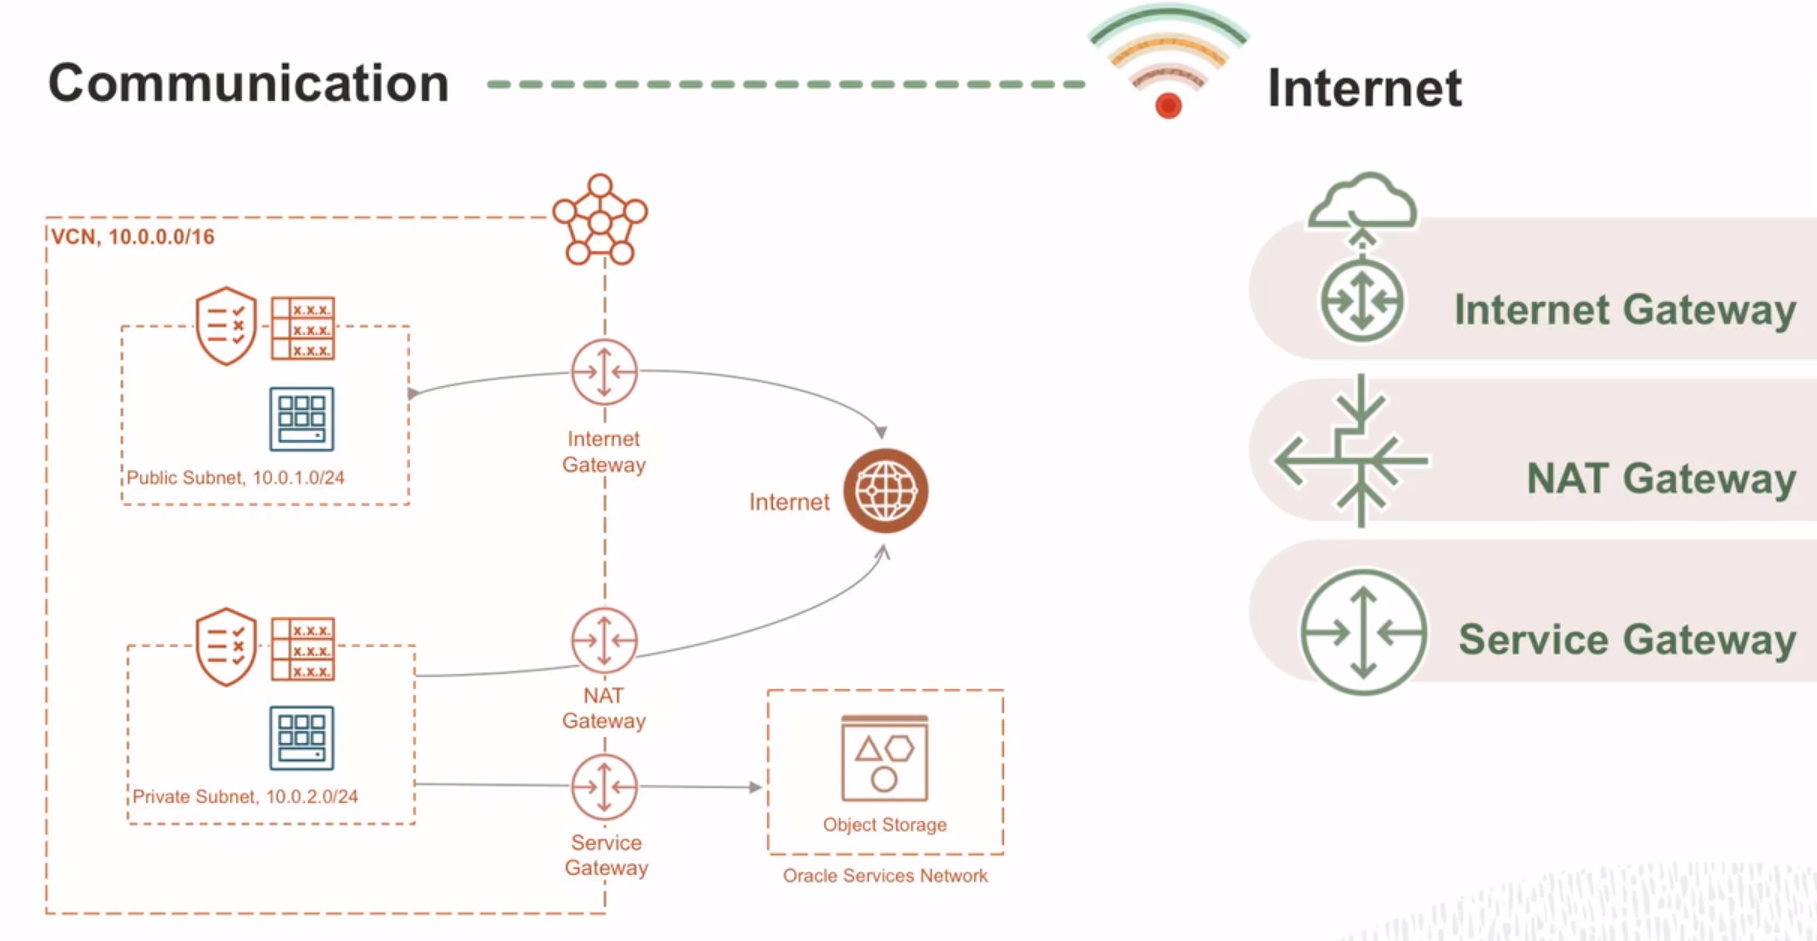 Communication
Internet
VCN, 10.0.0.0/16
x.x.x.
x.x.x.
x.x.x.
Public Subnet, 10.0.1.0/24
Internet
Gateway
Internet
x.x.x.
x.x.x.
x.x.x.
Private Subnet, 10.0.2.0/24
NAT
Gateway
Service
Gateway
Object Storage
Oracle Services Network
Internet Gateway
NAT Gateway
Service Gateway